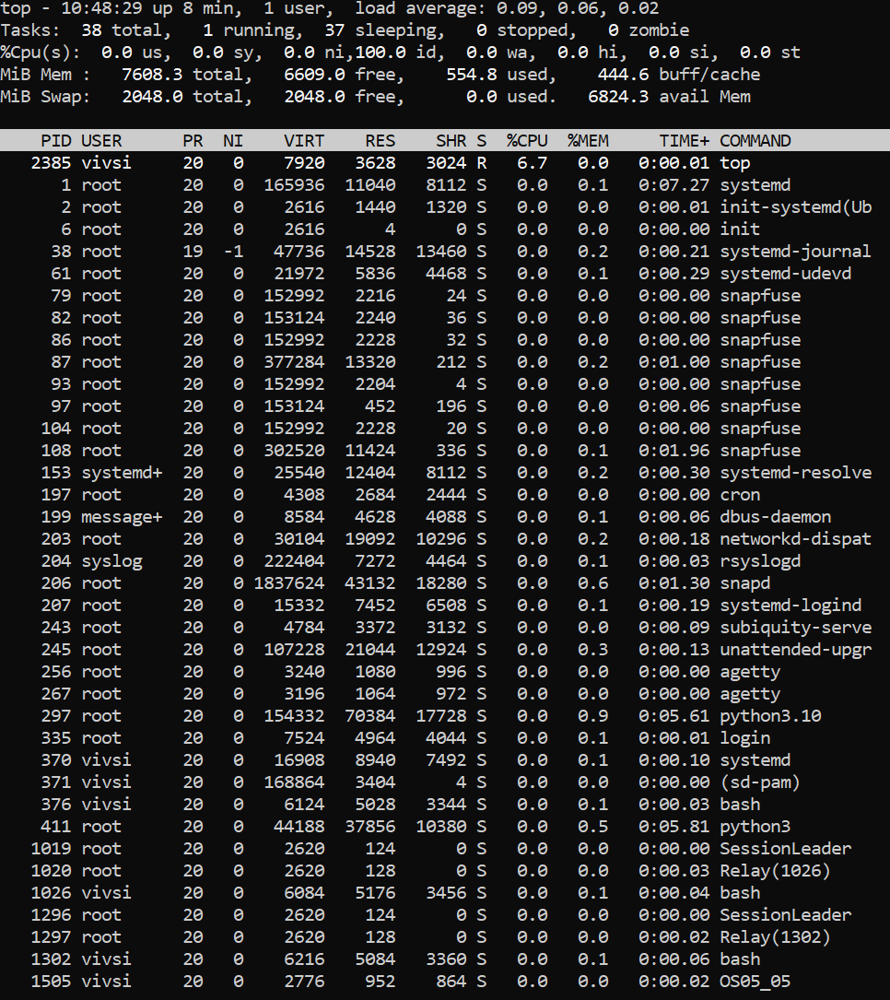 top - 10:48:29 up 8 min,  1 user,  load average: 0.09, 0.06, 0.02
Tasks:  38 total,   1 running,  37 sleeping,   0 stopped,   0 zombie
%Cpu(s):  0.0 us,  0.0 sy,  0.0 ni,100.0 id,  0.0 wa,  0.0 hi,  0.0 si,  0.0 st
MiB Mem :   7608.3 total,   6609.0 free,    554.8 used,    444.6 buff/cache
MiB Swap:   2048.0 total,   2048.0 free,      0.0 used.   6824.3 avail Mem
PID USER      PR  NI    VIRT    RES    SHR S  %CPU  %MEM     TIME+ COMMAND
2385 vivsi     20   0    7920   3628   3024 R   6.7   0.0   0:00.01 top
1 root      20   0  165936  11040   8112 S   0.0   0.1   0:07.27 systemd
2 root      20   0    2616   1440   1320 S   0.0   0.0   0:00.01 init-systemd(Ub
6 root      20   0    2616      4      0 S   0.0   0.0   0:00.00 init
38 root      19  -1   47736  14528  13460 S   0.0   0.2   0:00.21 systemd-journal
61 root      20   0   21972   5836   4468 S   0.0   0.1   0:00.29 systemd-udevd
79 root      20   0  152992   2216     24 S   0.0   0.0   0:00.00 snapfuse
82 root      20   0  153124   2240     36 S   0.0   0.0   0:00.00 snapfuse
86 root      20   0  152992   2228     32 S   0.0   0.0   0:00.00 snapfuse
87 root      20   0  377284  13320    212 S   0.0   0.2   0:01.00 snapfuse
93 root      20   0  152992   2204      4 S   0.0   0.0   0:00.00 snapfuse
97 root      20   0  153124    452    196 S   0.0   0.0   0:00.06 snapfuse
104 root      20   0  152992   2228     20 S   0.0   0.0   0:00.00 snapfuse
108 root      20   0  302520  11424    336 S   0.0   0.1   0:01.96 snapfuse
153 systemd+  20   0   25540  12404   8112 S   0.0   0.2   0:00.30 systemd-resolve
197 root      20   0    4308   2684   2444 S   0.0   0.0   0:00.00 cron
199 message+  20   0    8584   4628   4088 S   0.0   0.1   0:00.06 dbus-daemon
203 root      20   0   30104  19092  10296 S   0.0   0.2   0:00.18 networkd-dispat
204 syslog    20   0  222404   7272   4464 S   0.0   0.1   0:00.03 rsyslogd
206 root      20   0 1837624  43132  18280 S   0.0   0.6   0:01.30 snapd
207 root      20   0   15332   7452   6508 S   0.0   0.1   0:00.19 systemd-logind
243 root      20   0    4784   3372   3132 S   0.0   0.0   0:00.09 subiquity-serve
245 root      20   0  107228  21044  12924 S   0.0   0.3   0:00.13 unattended-upgr
256 root      20   0    3240   1080    996 S   0.0   0.0   0:00.00 agetty
267 root      20   0    3196   1064    972 S   0.0   0.0   0:00.00 agetty
297 root      20   0  154332  70384  17728 S   0.0   0.9   0:05.61 python3.10
335 root      20   0    7524   4964   4044 S   0.0   0.1   0:00.01 login
370 vivsi     20   0   16908   8940   7492 S   0.0   0.1   0:00.10 systemd
371 vivsi     20   0  168864   3404      4 S   0.0   0.0   0:00.00 (sd-pam)
376 vivsi     20   0    6124   5028   3344 S   0.0   0.1   0:00.03 bash
411 root      20   0   44188  37856  10380 S   0.0   0.5   0:05.81 python3
1019 root      20   0    2620    124      0 S   0.0   0.0   0:00.00 SessionLeader
1020 root      20   0    2620    128      0 S   0.0   0.0   0:00.03 Relay(1026)
1026 vivsi     20   0    6084   5176   3456 S   0.0   0.1   0:00.04 bash
1296 root      20   0    2620    124      0 S   0.0   0.0   0:00.00 SessionLeader
1297 root      20   0    2620    128      0 S   0.0   0.0   0:00.02 Relay(1302)
1302 vivsi     20   0    6216   5084   3360 S   0.0   0.1   0:00.06 bash
1505 vivsi     20   0    2776    952    864 S   0.0   0.0   0:00.02 OS05_05